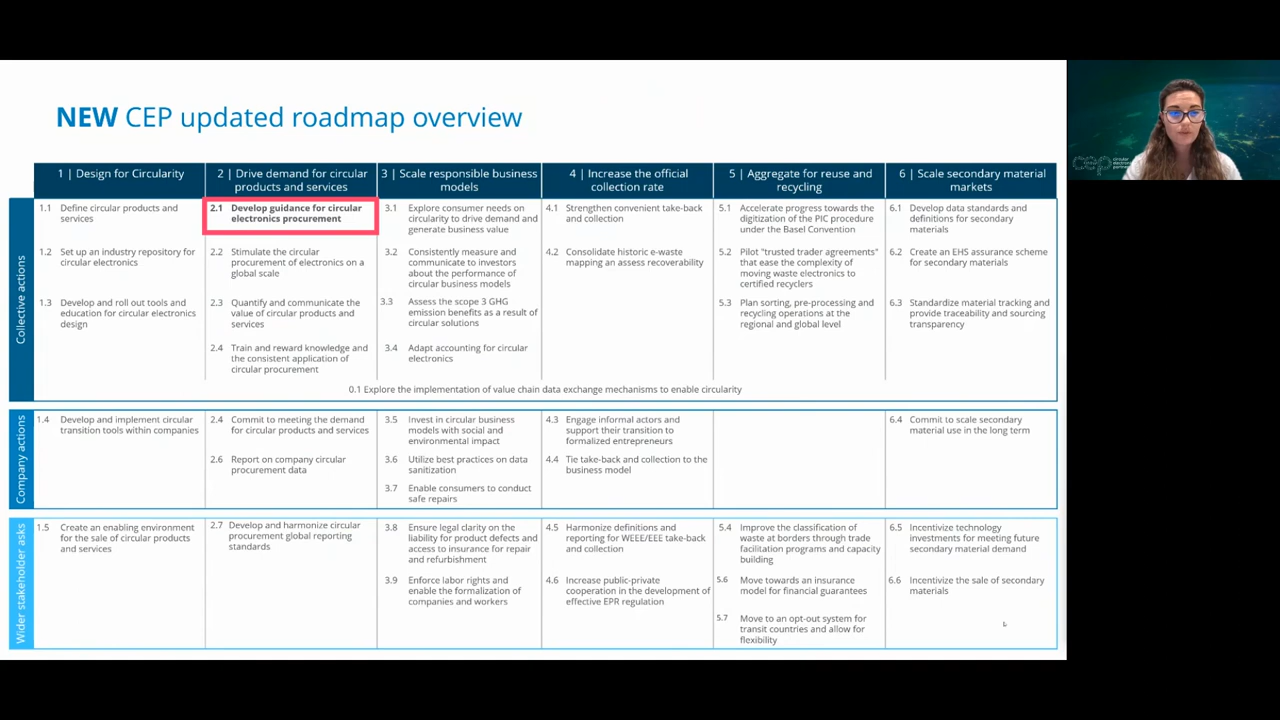 NEW CEP updated roadmap overview
1 | Design for Circularity
2 | Drive demand for circular
products and services
3 | Scale responsible business
models
4 | Increase the official
collection rate
5 | Aggregate for reuse and
recycling
6 | Scale secondary material
markets
Collective actions
1.1 Define circular products and
services
1.2 Set up an industry repository for
circular electronics
1.3 Develop and roll out tools and
education for circular electronics
design
2.1 Develop guidance for circular
electronics procurement
2.2 Stimulate the circular
procurement of electronics on a
global scale
2.3 Quantify and communicate the
value of circular products and
services
2.4 Train and reward knowledge and
the consistent application of
circular procurement
3.1 Explore consumer needs on
circularity to drive demand and
generate business value
3.2 Consistently measure and
communicate to investors
about the performance of
circular business models
3.3 Assess the scope 3 GHG
emission benefits as a result of
circular solutions
3.4 Adapt accounting for circular
electronics
4.1 Strengthen convenient take-back
and collection
4.2 Consolidate historic e-waste
mapping an assess recoverability
5.1 Accelerate progress towards the
digitization of the PIC procedure
under the Basel Convention
5.2 Pilot "trusted trader agreements"
that ease the complexity of
moving waste electronics to
certified recyclers
5.3 Plan sorting, pre-processing and
recycling operations at the
regional and global level
6.1 Develop data standards and
definitions for secondary
materials
6.2 Create an EHS assurance scheme
for secondary materials
6.3 Standardize material tracking and
provide traceability and sourcing
transparency
0.1 Explore the implementation of value chain data exchange mechanisms to enable circularity
Company actions
1.4 Develop and implement circular
transition tools within companies
2.4 Commit to meeting the demand
for circular products and services
2.6 Report on company circular
procurement data
3.5 Invest in circular business
models with social and
environmental impact
3.6 Utilize best practices on data
sanitization
3.7 Enable consumers to conduct
safe repairs
4.3 Engage informal actors and
support their transition to
formalized entrepreneurs
4.4 Tie take-back and collection to the
business model
6.4 Commit to scale secondary
material use in the long term
Wider stakeholder asks
1.5 Create an enabling environment
for the sale of circular products
and services
2.7 Develop and harmonize circular
procurement global reporting
standards
3.8 Ensure legal clarity on the
liability for product defects and
access to insurance for repair
and refurbishment
3.9 Enforce labor rights and
enable the formalization of
companies and workers
4.5 Harmonize definitions and
reporting for WEEE/EEE take-back
and collection
4.6 Increase public-private
cooperation in the development of
effective EPR regulation
5.4 Improve the classification of
waste at borders through trade
facilitation programs and capacity
building
5.6 Move towards an insurance
model for financial guarantees
5.7 Move to an opt-out system for
transit countries and allow for
flexibility
6.5 Incentivize technology
investments for meeting future
secondary material demand
6.6 Incentivize the sale of secondary
materials